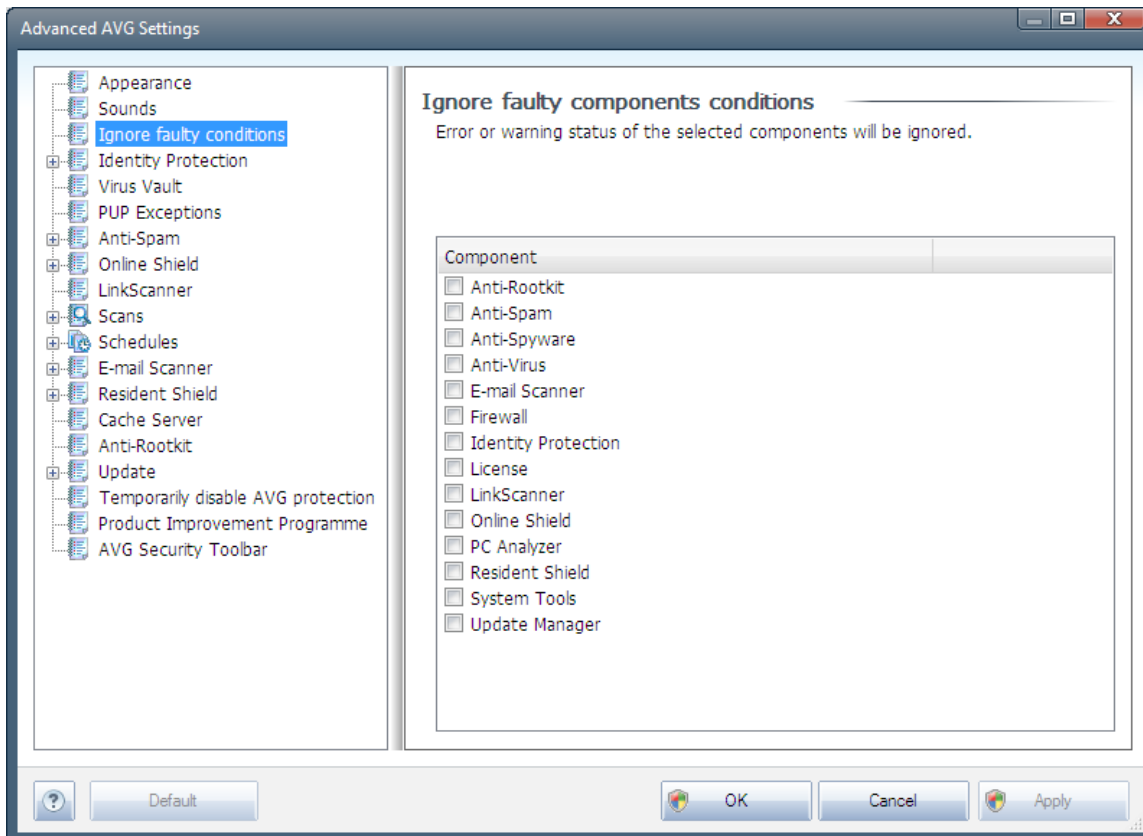 Advanced AVG Settings
Appearance
Sounds
Ignore faulty conditions
Identity Protection
Virus Vault
PUP Exceptions
Anti-Spam
Online Shield
LinkScanner
Scans
Schedules
E-mail Scanner
Resident Shield
Cache Server
Anti-Rootkit
Update
Temporarily disable AVG protection
Product Improvement Programme
AVG Security Toolbar
Ignore faulty components conditions
Error or warning status of the selected components will be ignored.
Component
Anti-Rootkit
Anti-Spam
Anti-Spyware
Anti-Virus
E-mail Scanner
Firewall
Identity Protection
License
LinkScanner
Online Shield
PC Analyzer
Resident Shield
System Tools
Update Manager
?
Default
OK
Cancel
Apply